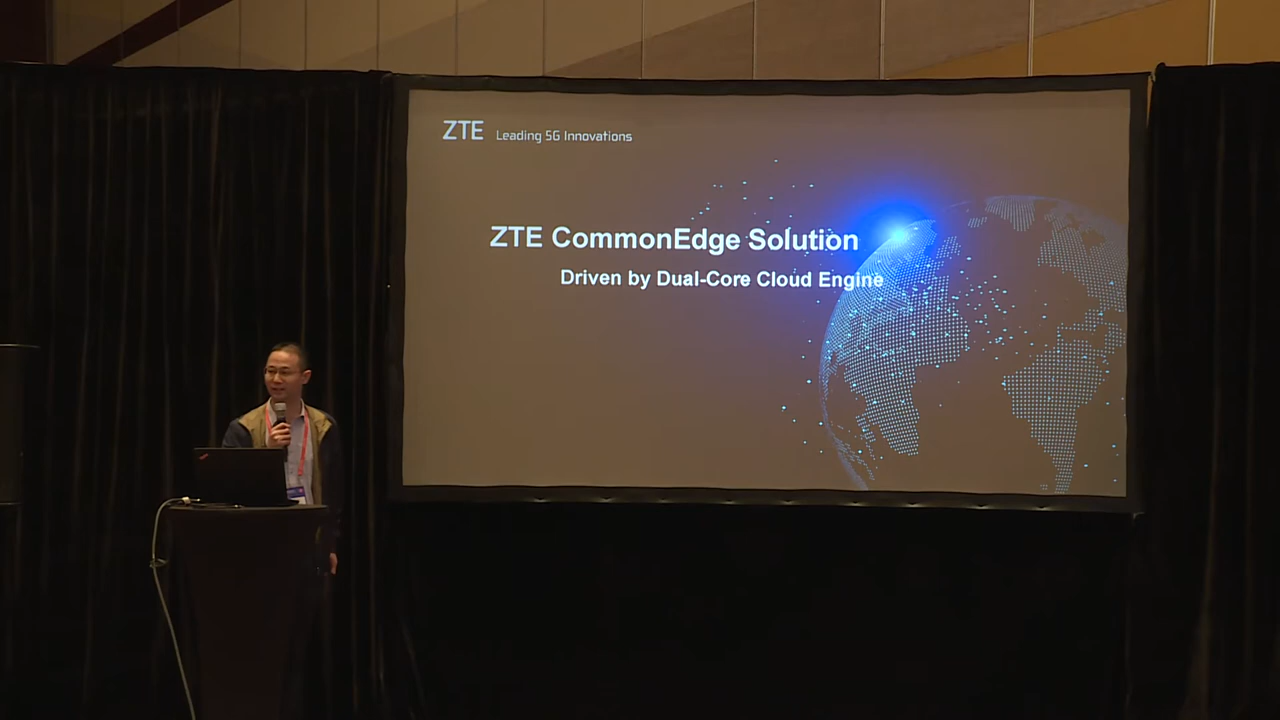 ZTE Leading 5G Innovations
ZTE CommonEdge Solution
Driven by Dual-Core Cloud Engine